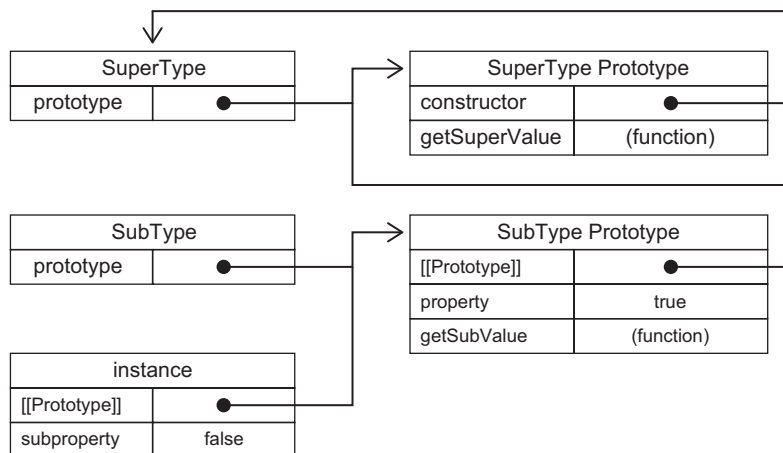 SuperType
prototype
SuperType Prototype
constructor
getSuperValue (function)
SubType
prototype
SubType Prototype
[[Prototype]]
property true
getSubValue (function)
instance
[[Prototype]]
subproperty false